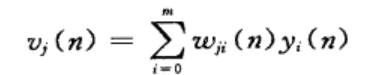 $v_j(n) = \sum_{i=0}^{m} w_{ji}(n) y_i(n)$